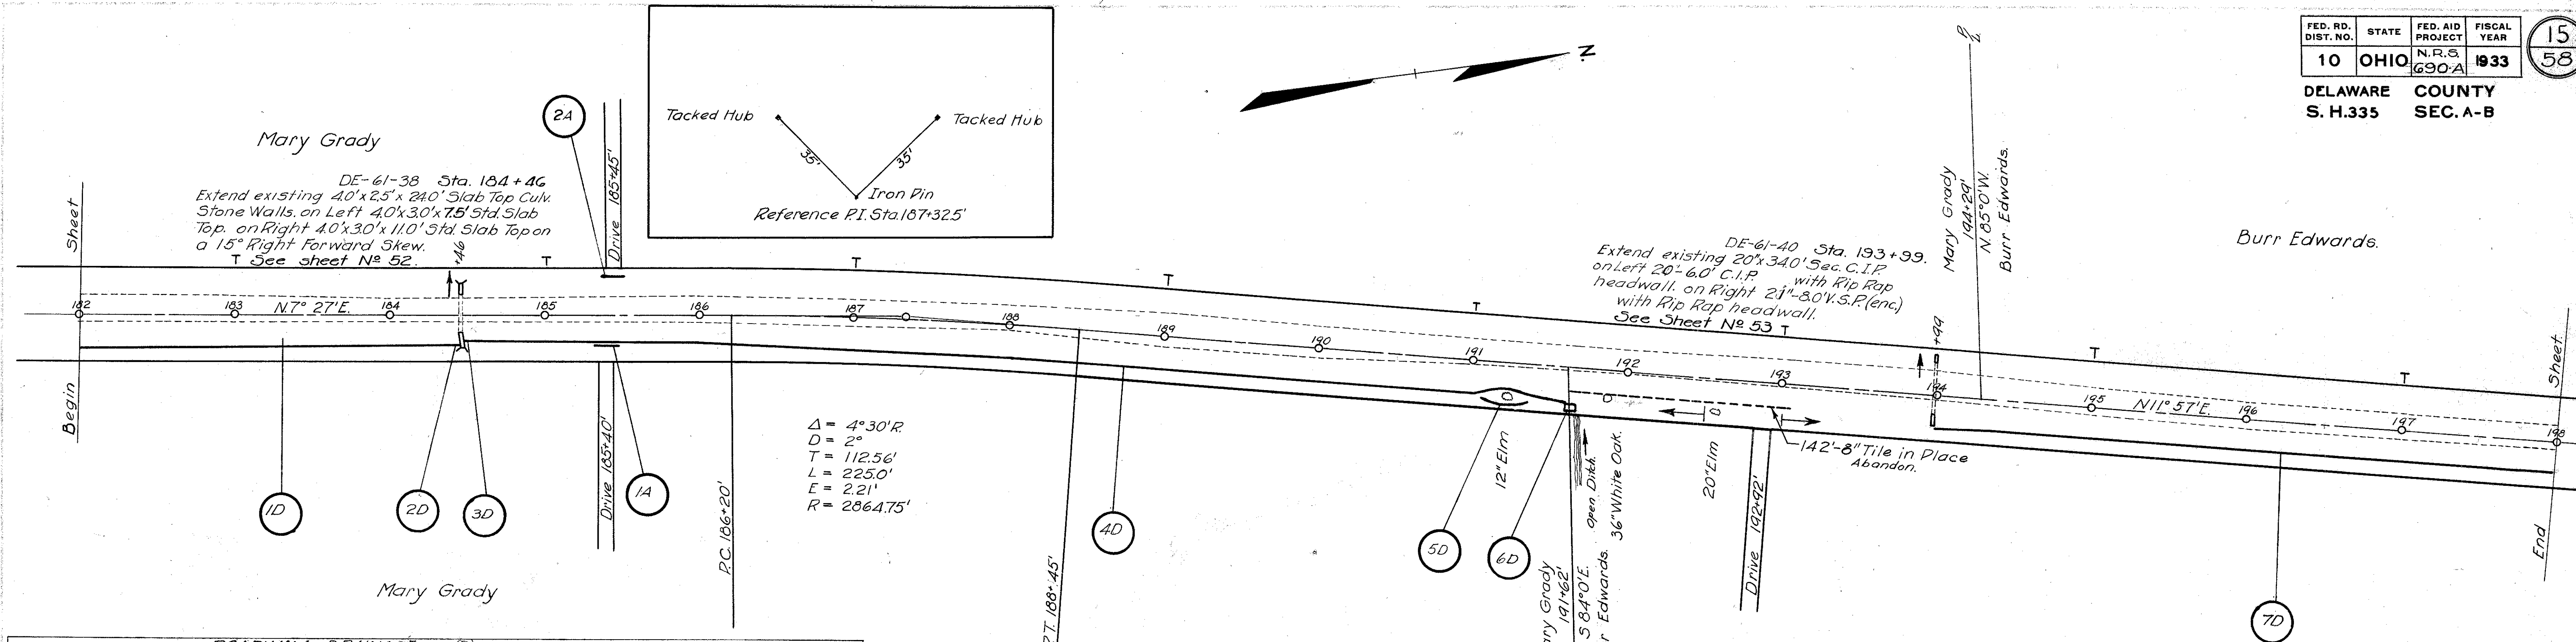 FED. RD. DIST. NO. STATE FED. AID PROJECT FISCAL YEAR
10 OHIO N.R.S. 690-A 1933
15
58
DELAWARE COUNTY
S. H. 335 SEC. A-B
Tacked Hub
Tacked Hub
35'
35'
Iron Pin
Reference P.I. Sta. 187+32.5'
N
Mary Grady
2A
Drive 185+45'
DE-61-38 Sta. 184+46
Extend existing 4.0'x2.5'x24.0' Slab Top Culv.
Stone Walls. on Left 4.0'x3.0'x7.5' Std. Slab
Top. on Right 4.0'x3.0'x11.0' Std. Slab Top on
a 15° Right Forward Skew.
T See sheet Nº 52.
+46
T
T
T
T
DE-61-40 Sta. 193+99.
Extend existing 20"x34.0' Sec. C.I.P.
on Left 20"-6.0' C.I.P. with Rip Rap
headwall. on Right 21"-8.0' V.S.P. (enc.)
with Rip Rap headwall.
See Sheet Nº 53 T
P/L
Mary Grady
194+29'
N.85°0'W.
Burr Edwards.
Burr Edwards.
+99
T
T
Begin Sheet
End Sheet
182
183
N.7° 27'E.
184
185
186
187
188
189
190
191
192
193
194
195
N11° 57'E.
196
197
198
1D
2D
3D
Drive 185+40'
1A
P.C. 186+20'
Δ = 4°30'R.
D = 2°
T = 112.56'
L = 225.0'
E = 2.21'
R = 2864.75'
P.T. 188+45'
4D
5D
12" Elm
6D
Open Ditch.
36" White Oak.
20" Elm
Drive 192+92'
142'-8" Tile in Place
Abandon.
ary Grady
191+62'
S 84°0'E.
r Edwards.
7D
Mary Grady